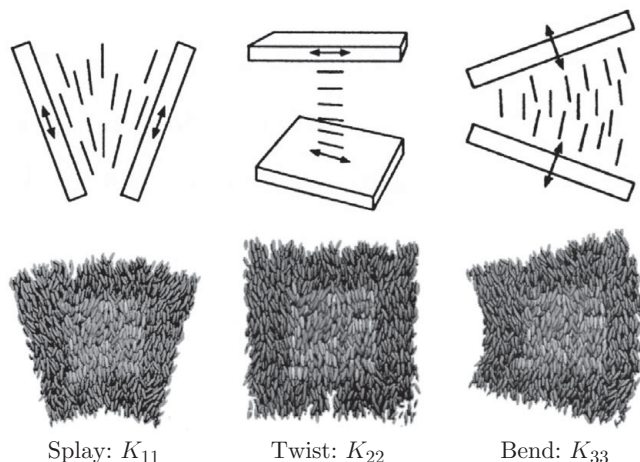 Splay: K₁₁
Twist: K₂₂
Bend: K₃₃